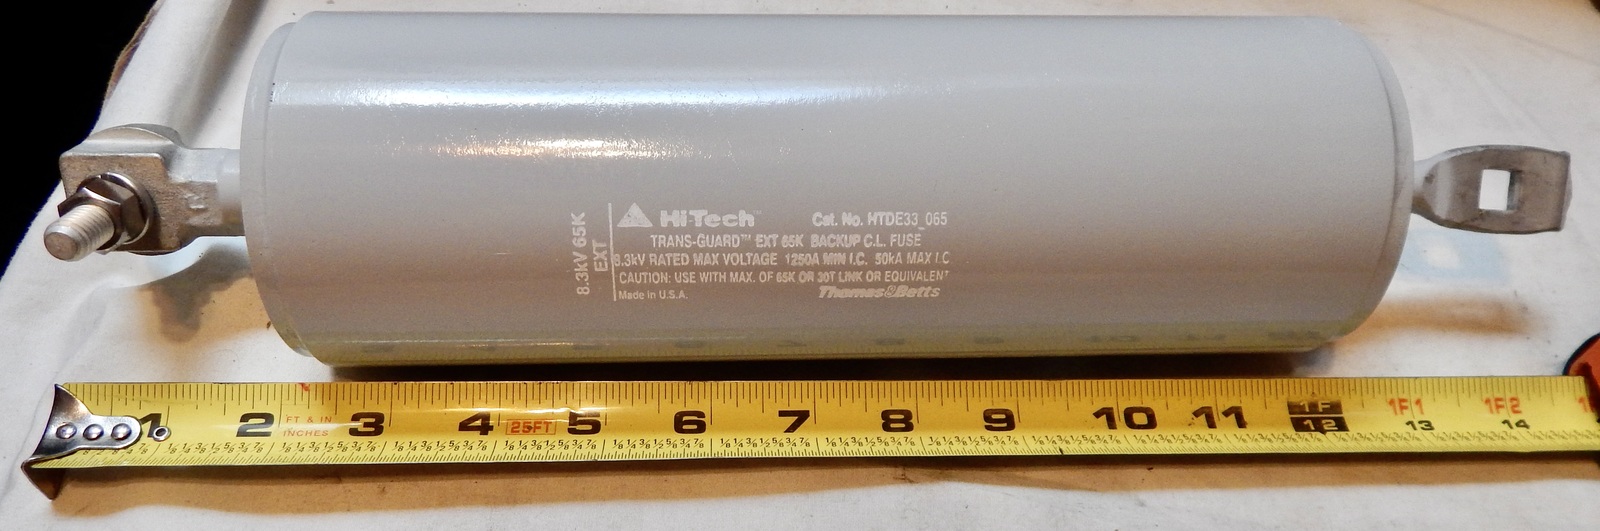 8.3kV 65K
EXT
Hi-Tech™ Cat. No. HTDE33_065
TRANS-GUARD™ EXT 65K BACKUP C.L. FUSE
8.3kV RATED MAX VOLTAGE 1250A MIN I.C. 50kA MAX I.C
CAUTION: USE WITH MAX. OF 65K OR 30T LINK OR EQUIVALENT
Made in U.S.A. Thomas&Betts
1 2 FT & IN 3 4 25FT 5 6 7 8 9 10 11 1F 1F1 1F2
INCHES 12 13 14